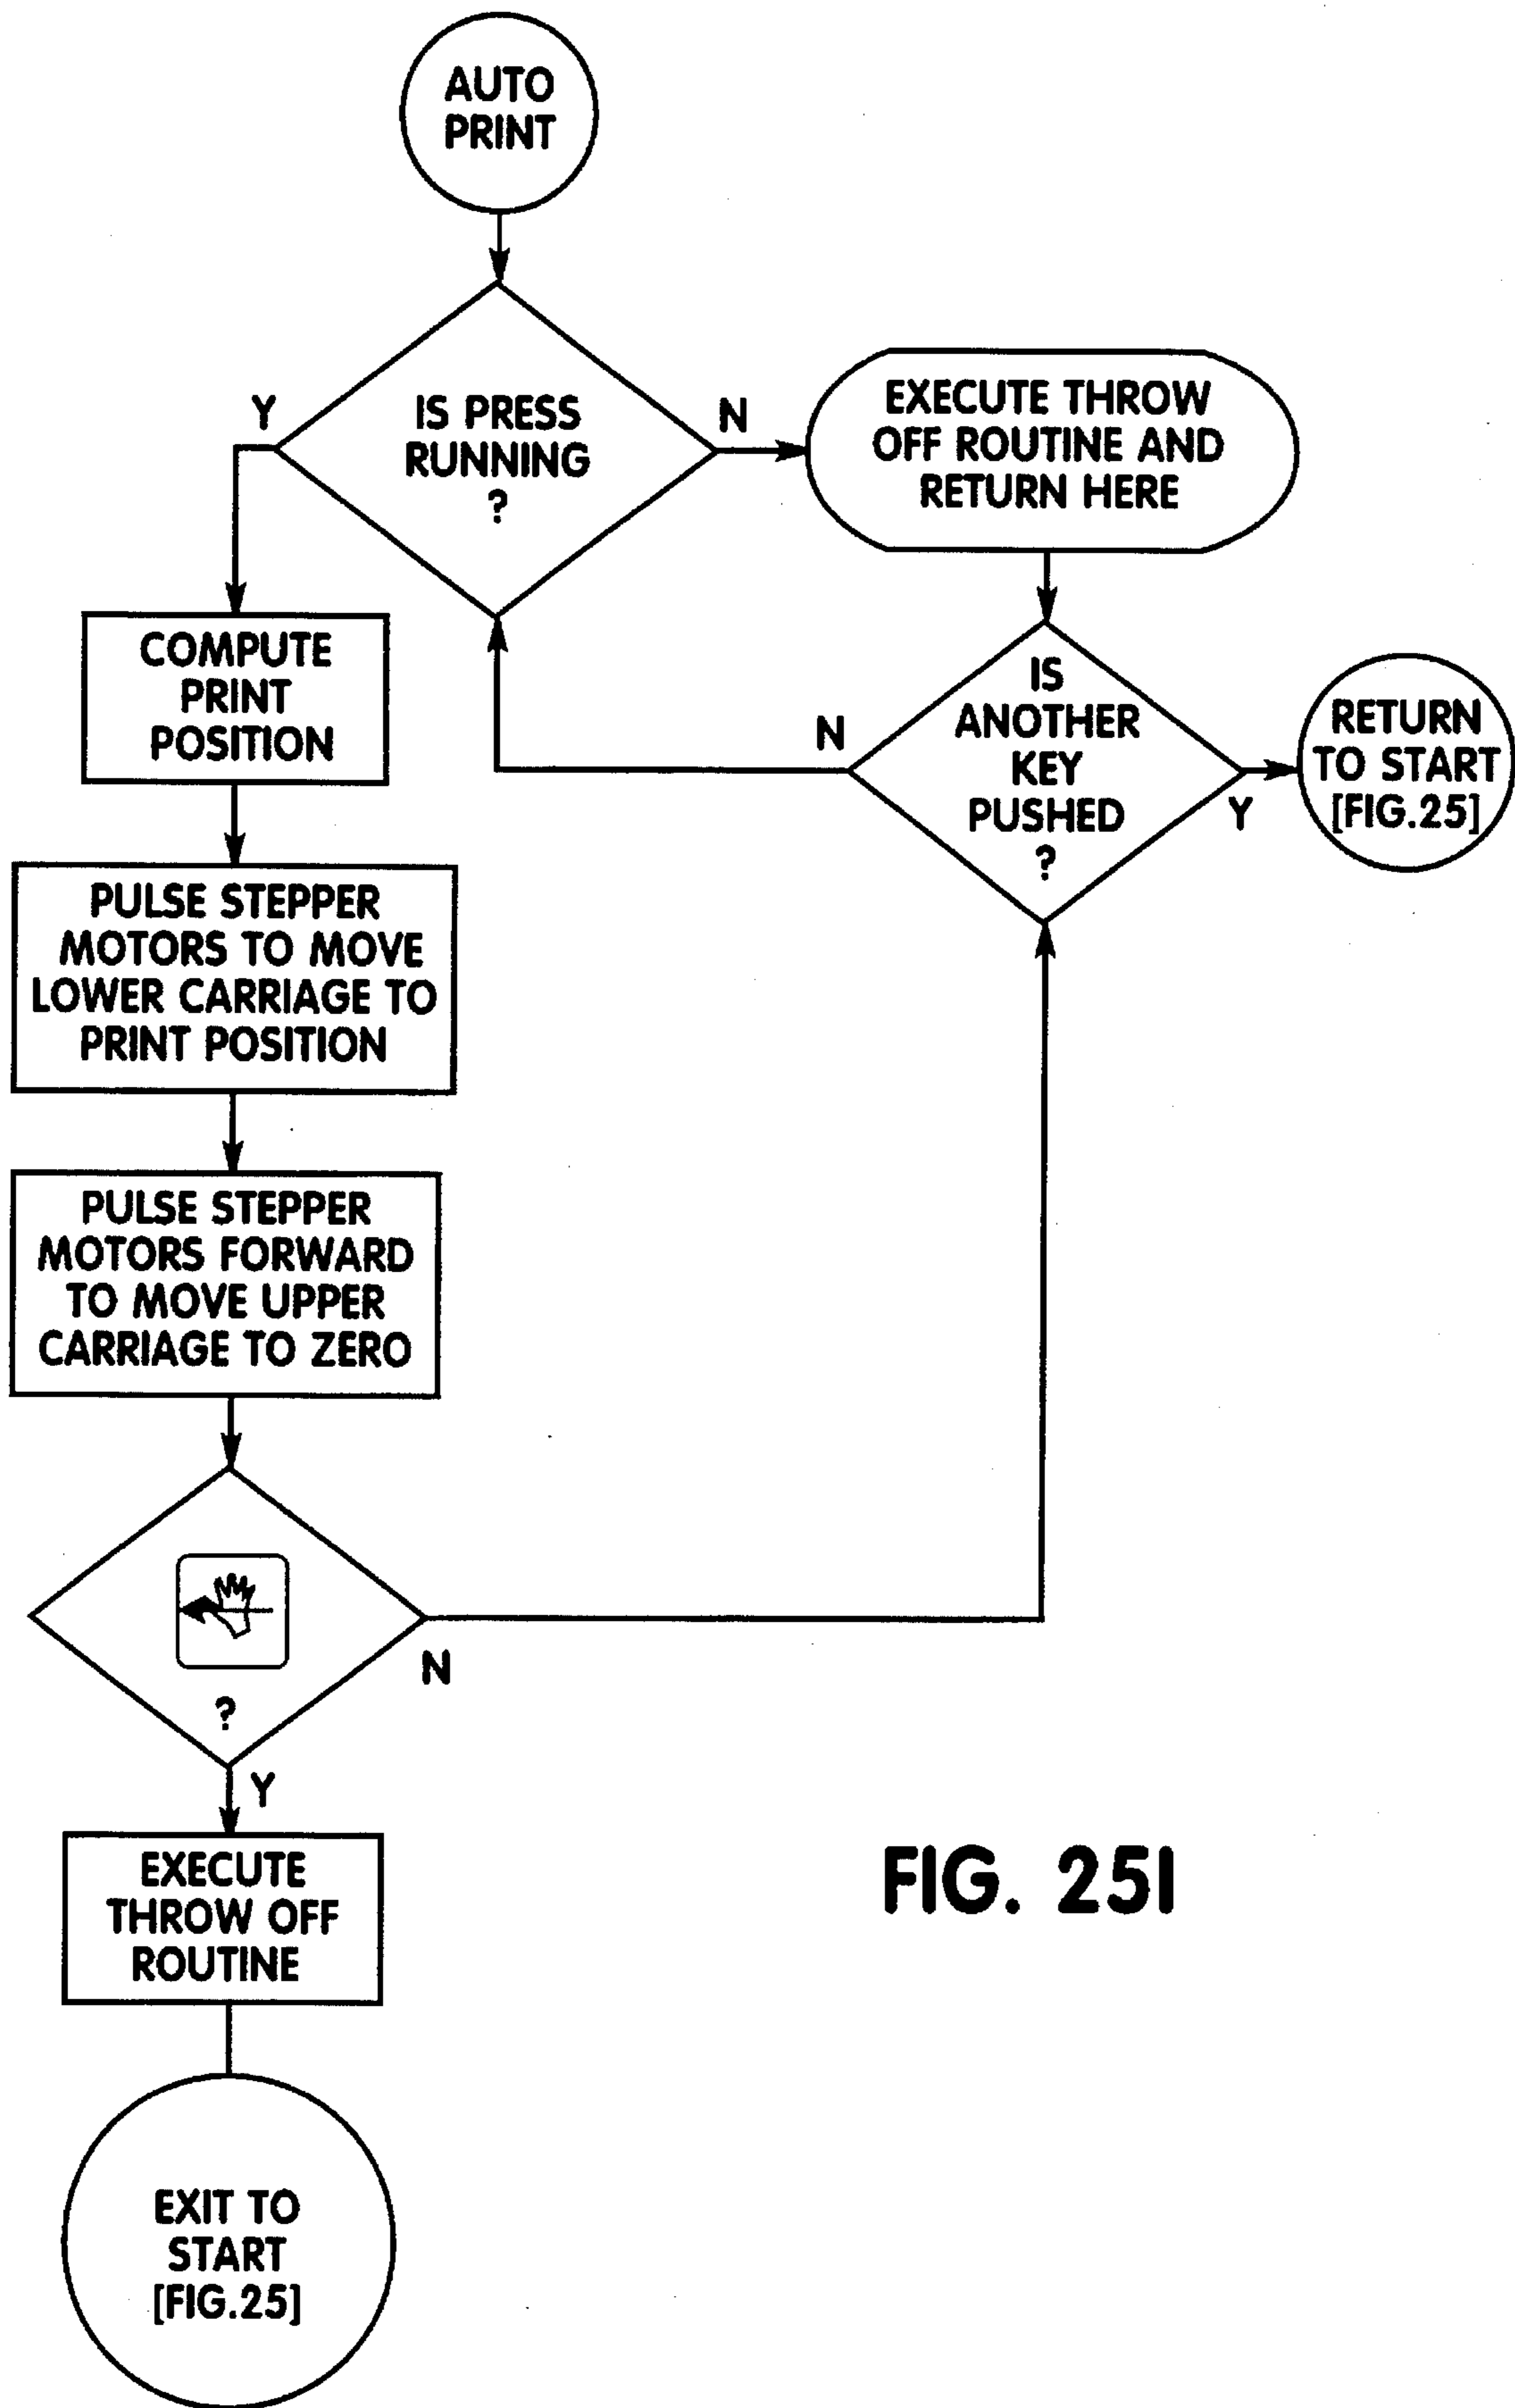 AUTO
PRINT
IS PRESS
RUNNING
?
Y
N
EXECUTE THROW
OFF ROUTINE AND
RETURN HERE
COMPUTE
PRINT
POSITION
IS
ANOTHER
KEY
PUSHED
?
N
Y
RETURN
TO START
[FIG.25]
PULSE STEPPER
MOTORS TO MOVE
LOWER CARRIAGE TO
PRINT POSITION
PULSE STEPPER
MOTORS FORWARD
TO MOVE UPPER
CARRIAGE TO ZERO
?
N
Y
EXECUTE
THROW OFF
ROUTINE
EXIT TO
START
[FIG.25]
FIG. 25I